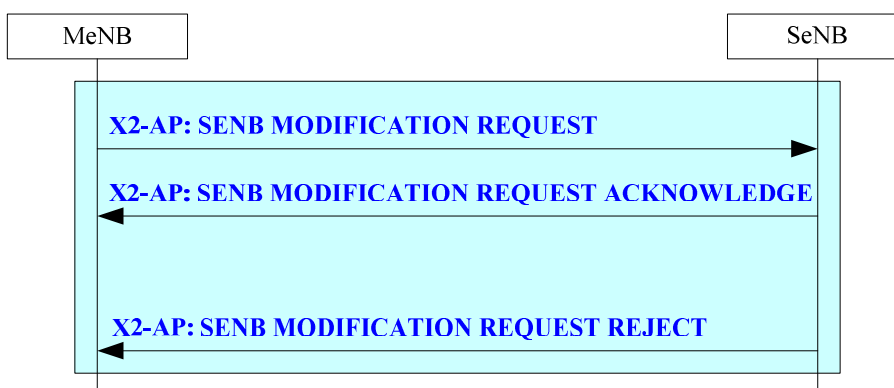 MeNB
SeNB
X2-AP: SENB MODIFICATION REQUEST
X2-AP: SENB MODIFICATION REQUEST ACKNOWLEDGE
X2-AP: SENB MODIFICATION REQUEST REJECT